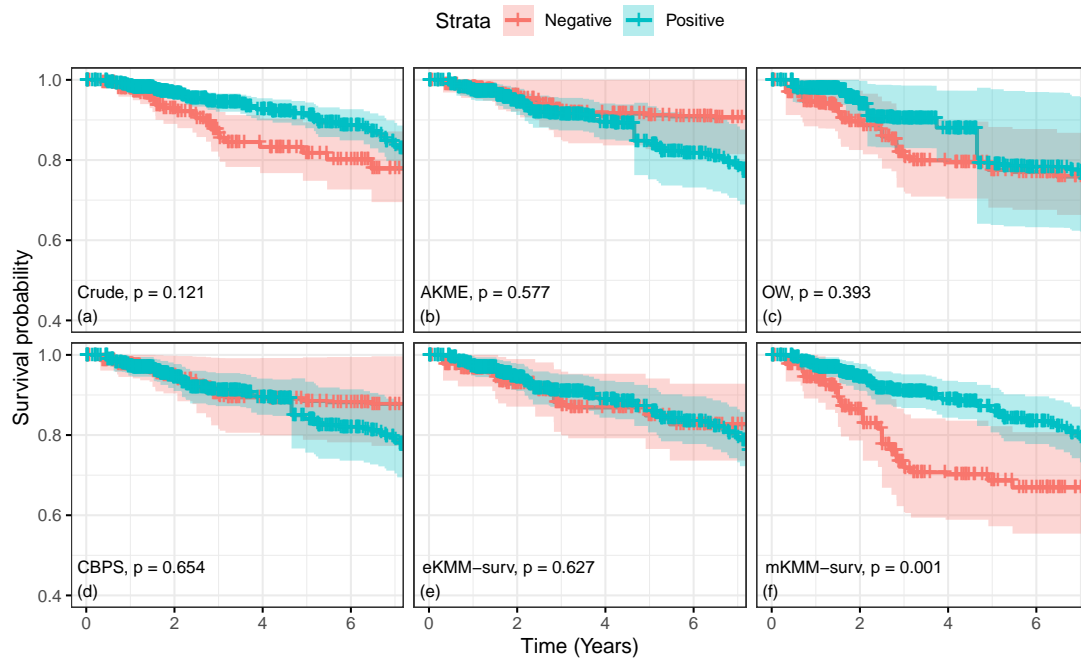 Strata Negative Positive
Survival probability
1.0
0.8
0.6
0.4
Crude, p = 0.121
(a)
AKME, p = 0.577
(b)
OW, p = 0.393
(c)
1.0
0.8
0.6
0.4
CBPS, p = 0.654
(d)
eKMM−surv, p = 0.627
(e)
mKMM−surv, p = 0.001
(f)
0 2 4 6 0 2 4 6 0 2 4 6
Time (Years)